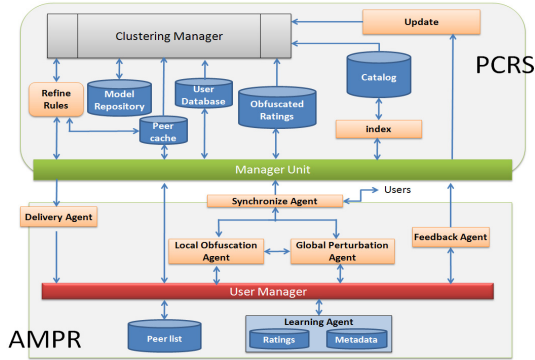 Clustering Manager
Update
PCRS
Refine
Rules
Model
Repository
User
Database
Obfuscated
Ratings
Catalog
Peer
cache
index
Manager Unit
Synchronize Agent
Users
Delivery Agent
Local Obfuscation
Agent
Global Perturbation
Agent
Feedback Agent
User Manager
AMPR
Peer list
Learning Agent
Ratings
Metadata